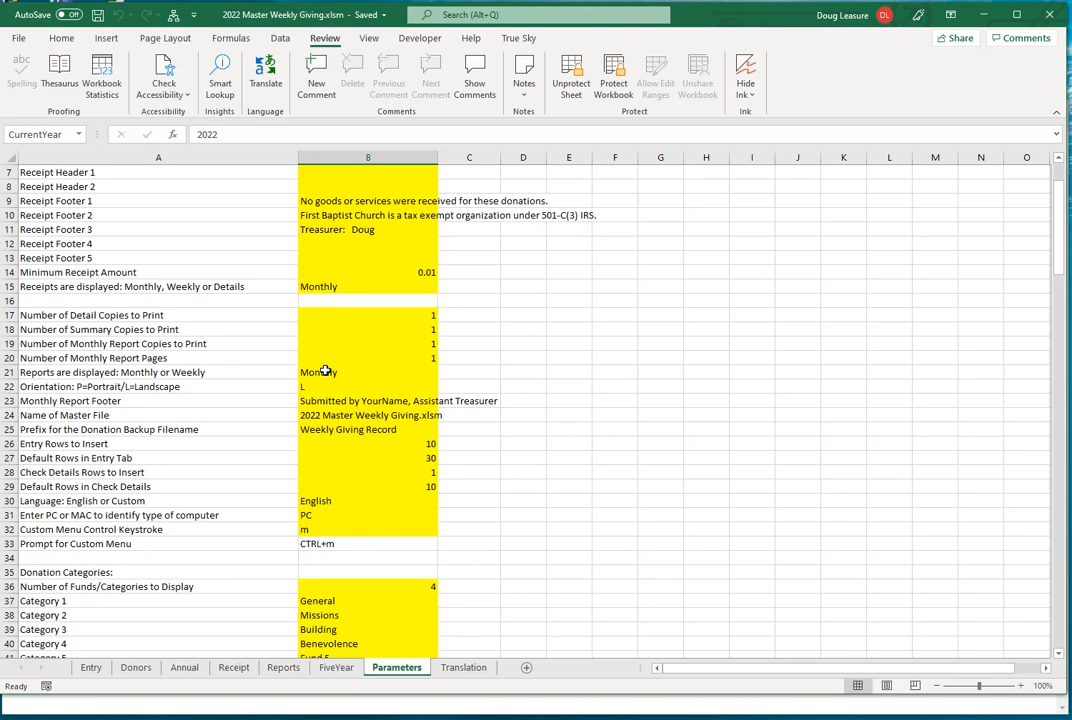 AutoSave Off 2022 Master Weekly Giving.xlsm - Saved Search (Alt+Q) Doug Leasure DL
File Home Insert Page Layout Formulas Data Review View Developer Help True Sky Share Comments
abc
Spelling Thesaurus Workbook Statistics Check Accessibility Smart Lookup Translate New Comment Delete Previous Comment Next Comment Show Comments Notes Unprotect Sheet Protect Workbook Allow Edit Ranges Unshare Workbook Hide Ink
Proofing Accessibility Insights Language Comments Notes Protect Ink
CurrentYear fx 2022
A B C D E F G H I J K L M N O
7 Receipt Header 1
8 Receipt Header 2
9 Receipt Footer 1 No goods or services were received for these donations.
10 Receipt Footer 2 First Baptist Church is a tax exempt organization under 501-C(3) IRS.
11 Receipt Footer 3 Treasurer: Doug
12 Receipt Footer 4
13 Receipt Footer 5
14 Minimum Receipt Amount 0.01
15 Receipts are displayed: Monthly, Weekly or Details Monthly
16
17 Number of Detail Copies to Print 1
18 Number of Summary Copies to Print 1
19 Number of Monthly Report Copies to Print 1
20 Number of Monthly Report Pages 1
21 Reports are displayed: Monthly or Weekly Monthly
22 Orientation: P=Portrait/L=Landscape L
23 Monthly Report Footer Submitted by YourName, Assistant Treasurer
24 Name of Master File 2022 Master Weekly Giving.xlsm
25 Prefix for the Donation Backup Filename Weekly Giving Record
26 Entry Rows to Insert 10
27 Default Rows in Entry Tab 30
28 Check Details Rows to Insert 1
29 Default Rows in Check Details 10
30 Language: English or Custom English
31 Enter PC or MAC to identify type of computer PC
32 Custom Menu Control Keystroke m
33 Prompt for Custom Menu CTRL+m
34
35 Donation Categories:
36 Number of Funds/Categories to Display 4
37 Category 1 General
38 Category 2 Missions
39 Category 3 Building
40 Category 4 Benevolence
41 Category 5 Fund 5
Entry Donors Annual Receipt Reports FiveYear Parameters Translation
Ready 100%